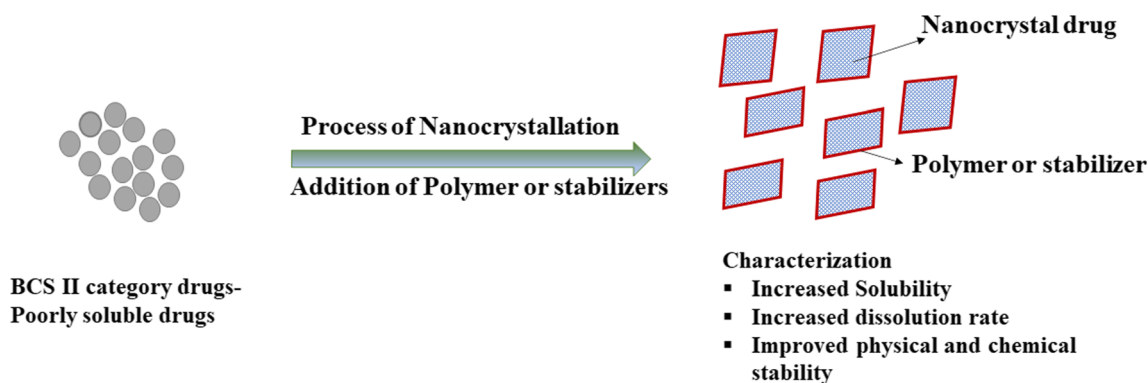 Nanocrystal drug
Process of Nanocrystallation
Addition of Polymer or stabilizers
Polymer or stabilizer
BCS II category drugs-
Poorly soluble drugs
Characterization
▪ Increased Solubility
▪ Increased dissolution rate
▪ Improved physical and chemical
stability